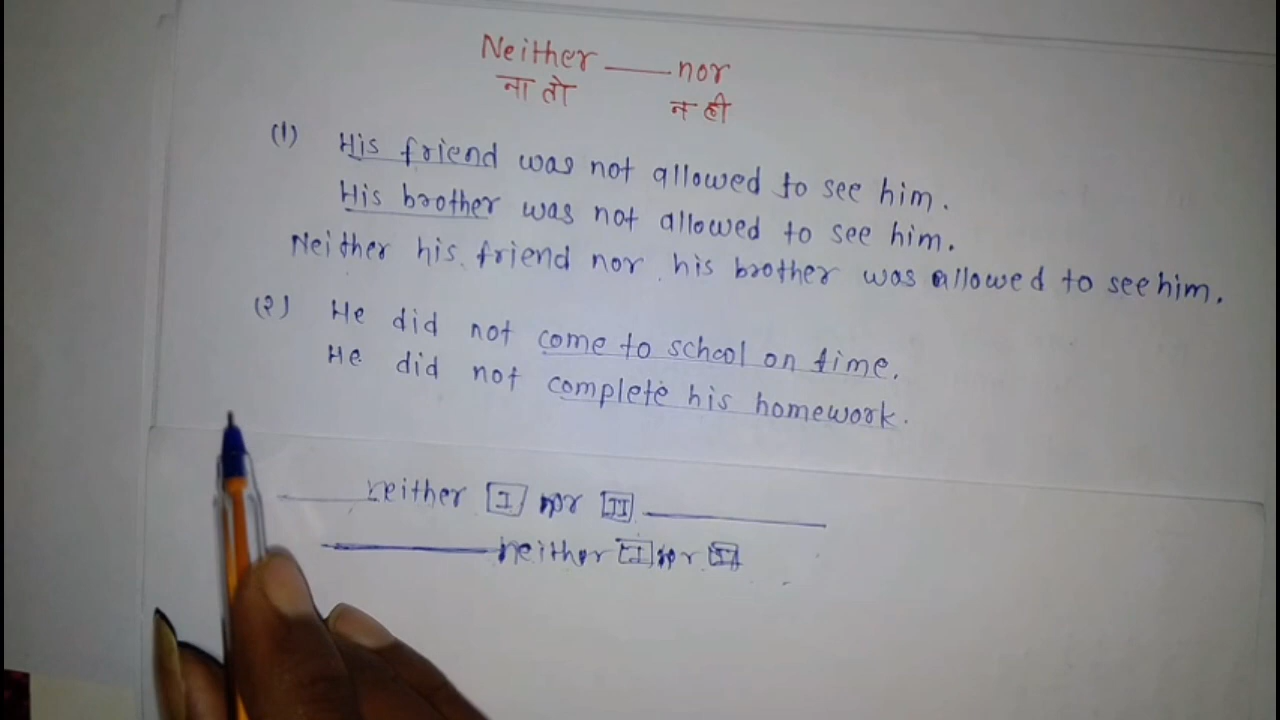 Neither —— nor
ना तो न ही
(1) His friend was not allowed to see him.
His brother was not allowed to see him.
Neither his friend nor his brother was allowed to see him.
(२) He did not come to school on time.
He did not complete his homework.
——— neither I nor II ———
——— neither I nor II